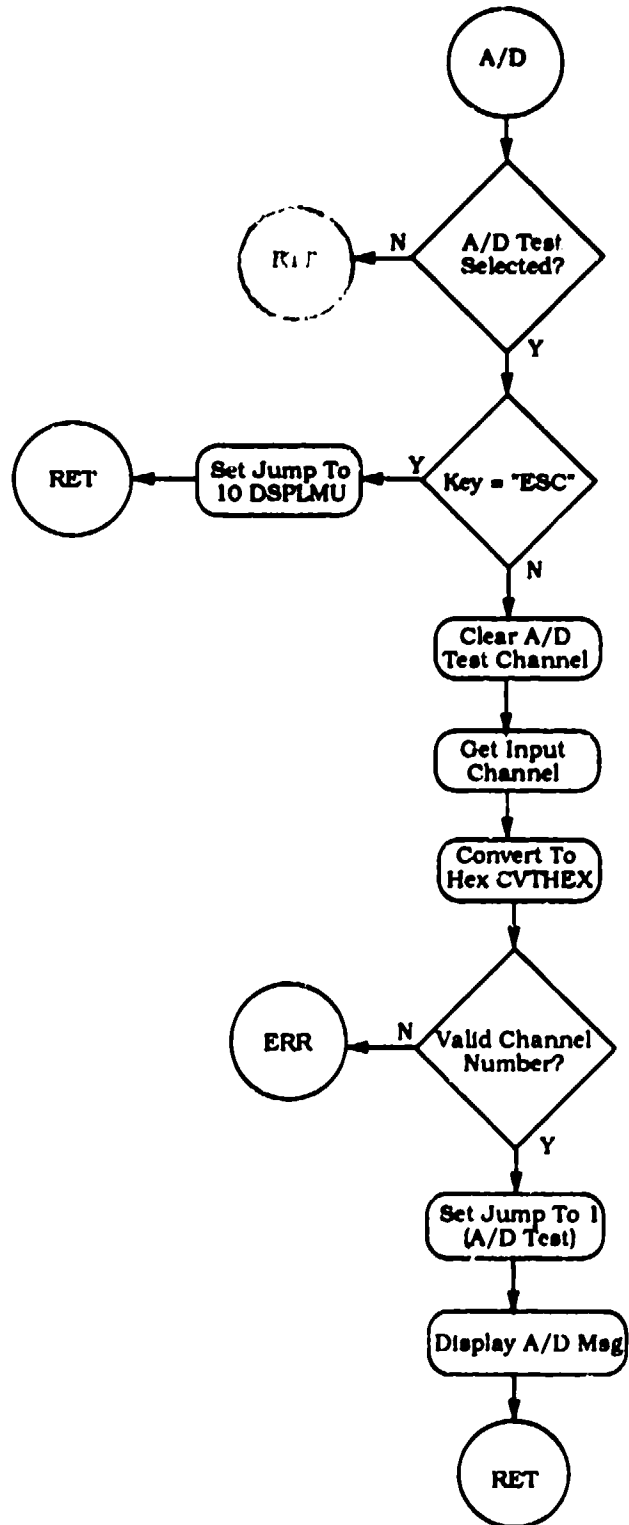 A/D
A/D Test
Selected?
N
Y
Key = "ESC"
Y
Set Jump To
10 DSPLMU
RET
N
Clear A/D
Test Channel
Get Input
Channel
Convert To
Hex CVTHEX
Valid Channel
Number?
N
ERR
Y
Set Jump To 1
(A/D Test)
Display A/D Msg
RET